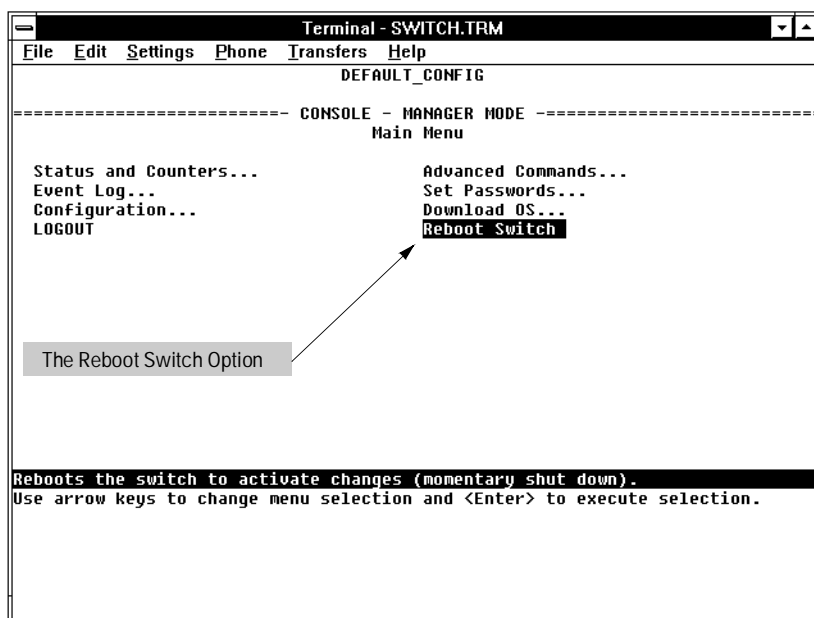 Terminal - SWITCH.TRM
File Edit Settings Phone Transfers Help
DEFAULT_CONFIG
==========================- CONSOLE - MANAGER MODE -==========================
Main Menu
Status and Counters... Advanced Commands...
Event Log... Set Passwords...
Configuration... Download OS...
LOGOUT Reboot Switch
The Reboot Switch Option
Reboots the switch to activate changes (momentary shut down).
Use arrow keys to change menu selection and <Enter> to execute selection.